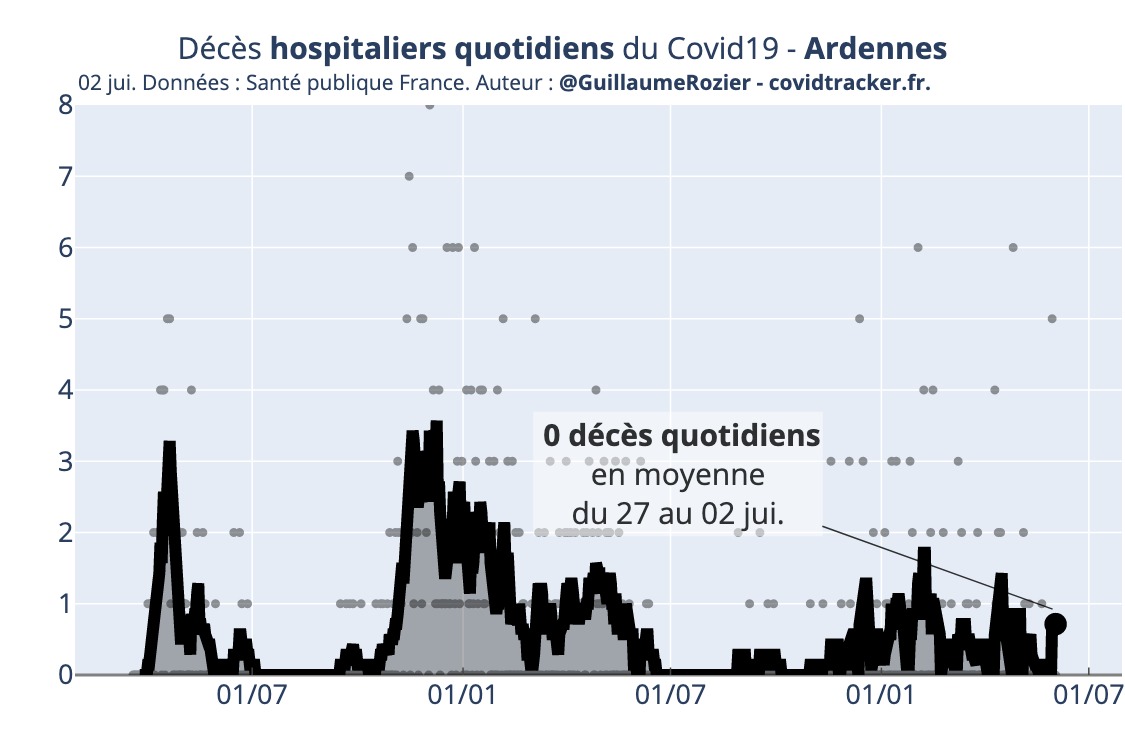 Décès hospitaliers quotidiens du Covid19 - Ardennes
02 jui. Données : Santé publique France. Auteur : @GuillaumeRozier - covidtracker.fr.
8
7
6
5
4
3
2
1
0
0 décès quotidiens
en moyenne
du 27 au 02 jui.
01/07
01/01
01/07
01/01
01/07